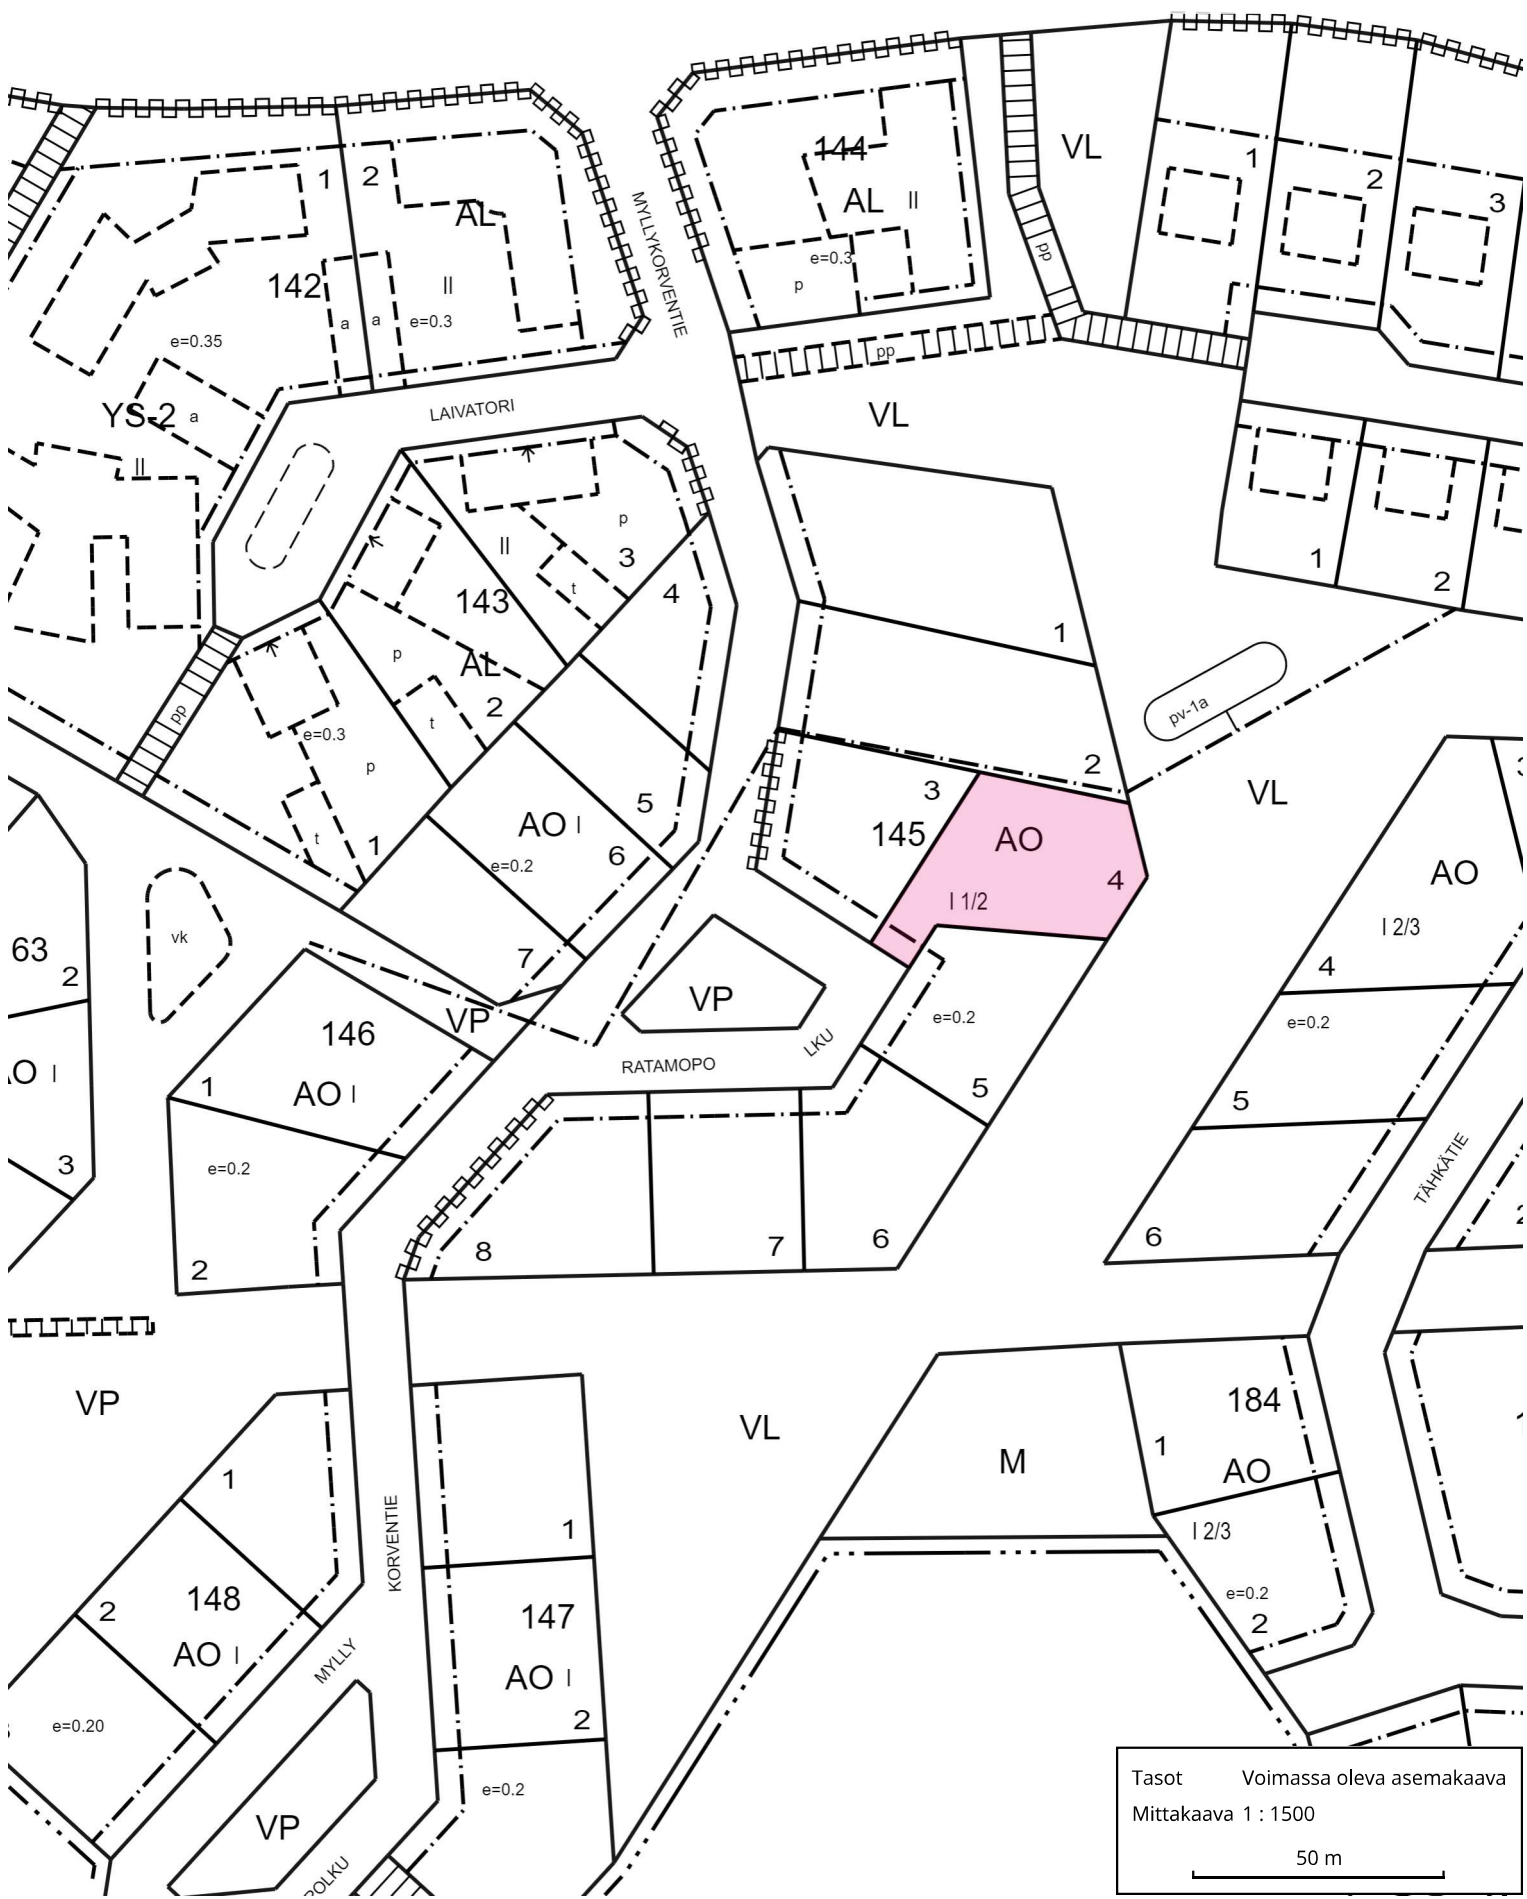 144
VL
1
2
3
AL II
MYLLYKORVENTIE
pp
e=0.3
p
1
2
AL
142
II
a
a
e=0.3
e=0.35
YS-2
a
II
LAIVATORI
pp
VL
p
3
II
t
4
143
1
1
2
p
AL
2
t
pp
e=0.3
p
t
1
pv-1a
2
3
VL
145
AO
4
I 1/2
5
AO I
e=0.2
6
7
AO
I 2/3
4
63
2
vk
VP
VP
146
1
AO I
e=0.2
2
RATAMOPO
LKU
e=0.2
5
e=0.2
5
O I
3
8
7
6
6
TÄHKÄTIE
VP
VL
M
184
1
AO
I 2/3
e=0.2
2
1
KORVENTIE
1
2
148
AO I
147
AO I
MYLLY
2
e=0.20
e=0.2
VP
POLKU
Tasot Voimassa oleva asemakaava
Mittakaava 1 : 1500
50 m